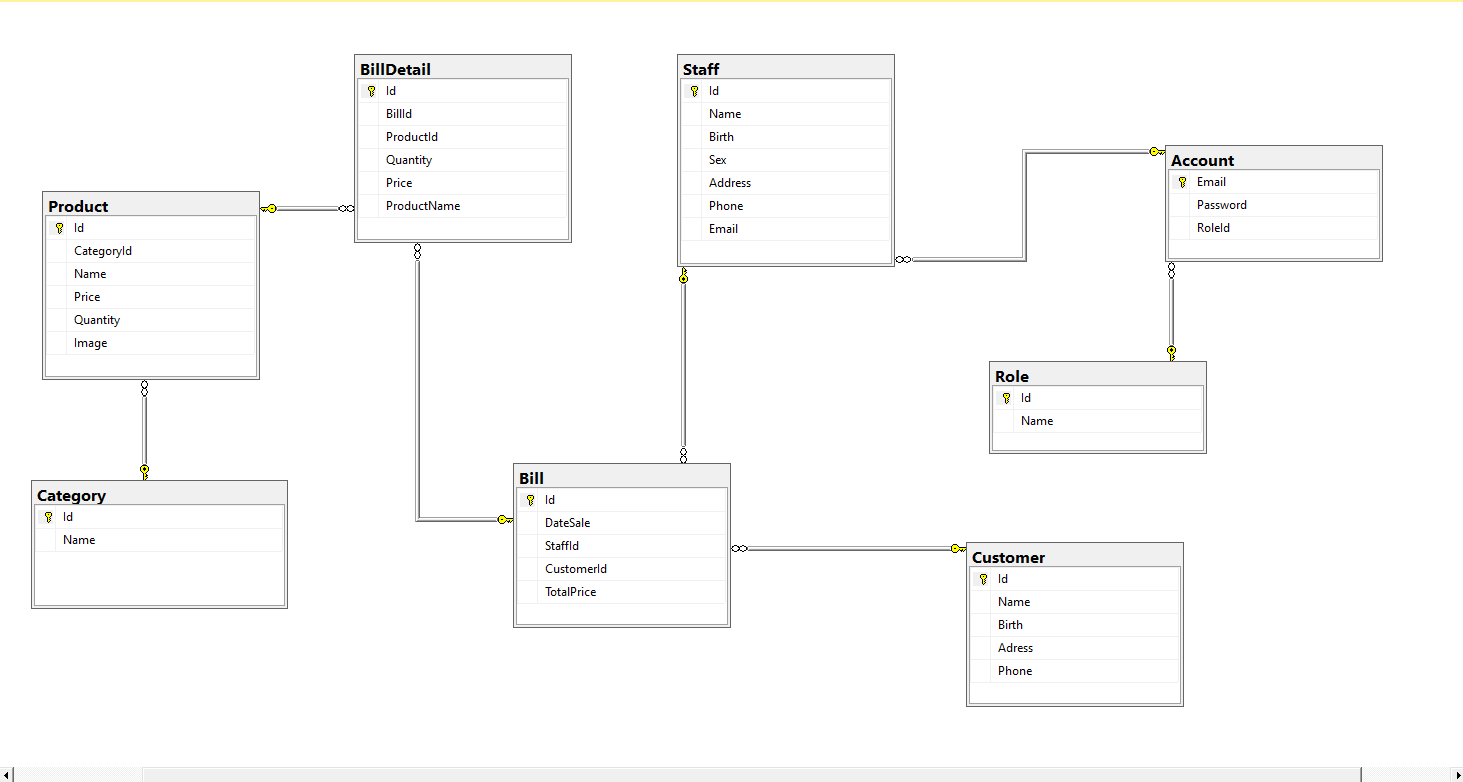 BillDetail
Id
BillId
ProductId
Quantity
Price
ProductName
Staff
Id
Name
Birth
Sex
Address
Phone
Email
Account
Email
Password
RoleId
Product
Id
CategoryId
Name
Price
Quantity
Image
Role
Id
Name
Category
Id
Name
Bill
Id
DateSale
StaffId
CustomerId
TotalPrice
Customer
Id
Name
Birth
Adress
Phone